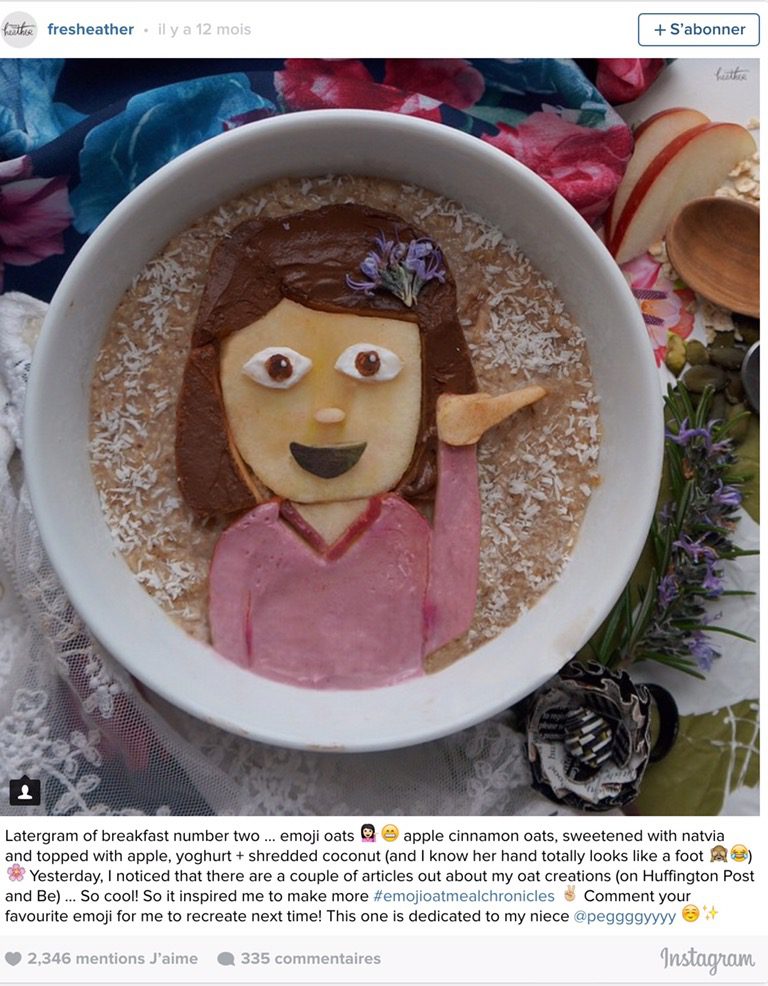 heather
fresheather • il y a 12 mois
+ S'abonner
heather
Latergram of breakfast number two ... emoji oats 💁🏻😁 apple cinnamon oats, sweetened with natvia
and topped with apple, yoghurt + shredded coconut (and I know her hand totally looks like a foot 🙈😂)
🌸 Yesterday, I noticed that there are a couple of articles out about my oat creations (on Huffington Post
and Be) ... So cool! So it inspired me to make more #emojioatmealchronicles ✌🏼 Comment your
favourite emoji for me to recreate next time! This one is dedicated to my niece @peggggyyyy ☺️✨
2,346 mentions J'aime 335 commentaires
Instagram